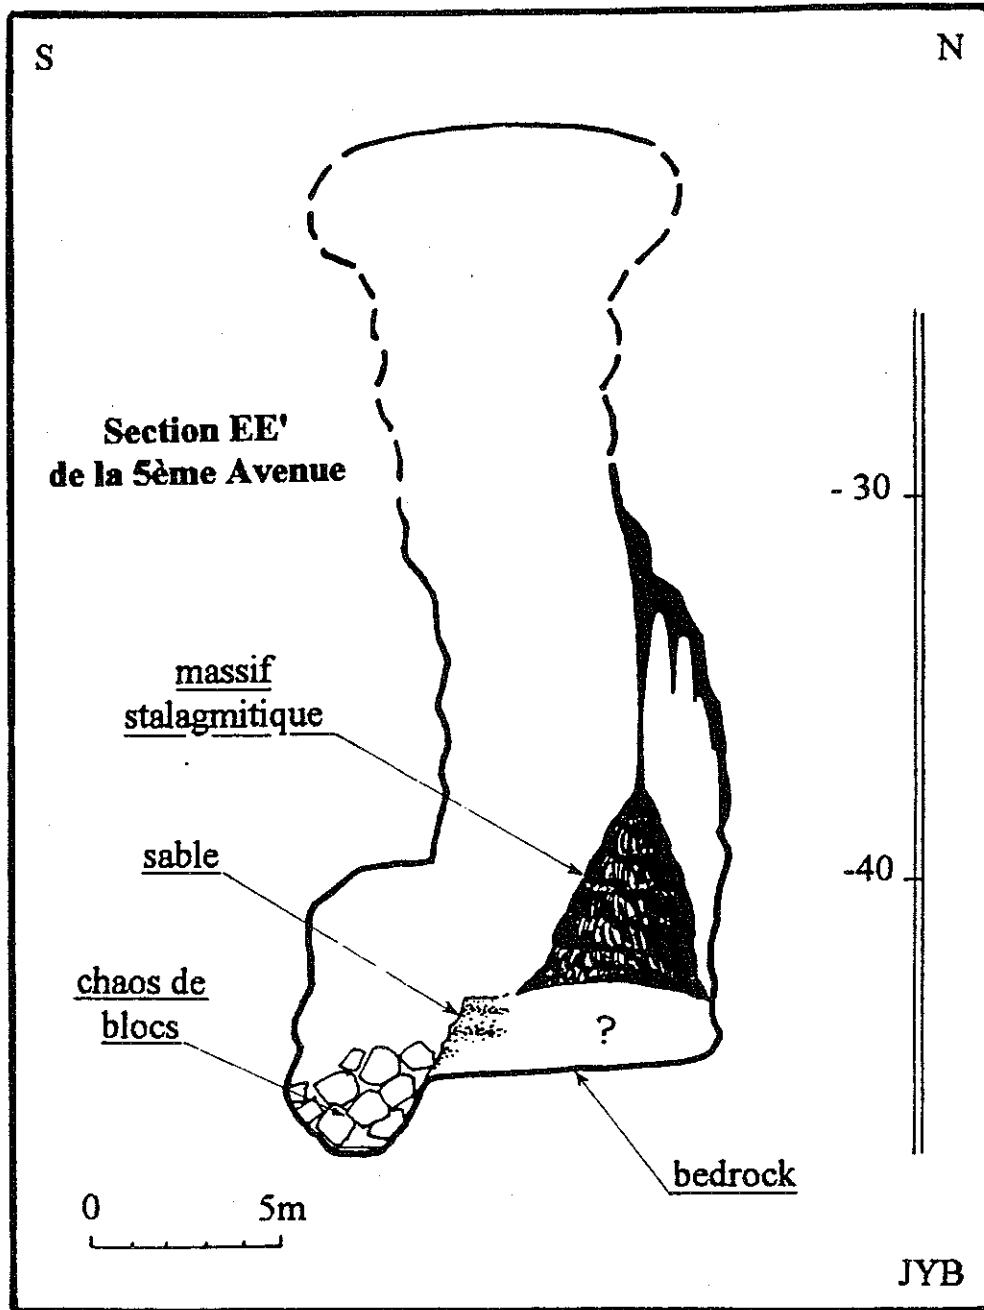 S
N
Section EE'
de la 5ème Avenue
- 30
massif
stalagmitique
sable
-40
chaos de
blocs
?
bedrock
0
5m
JYB